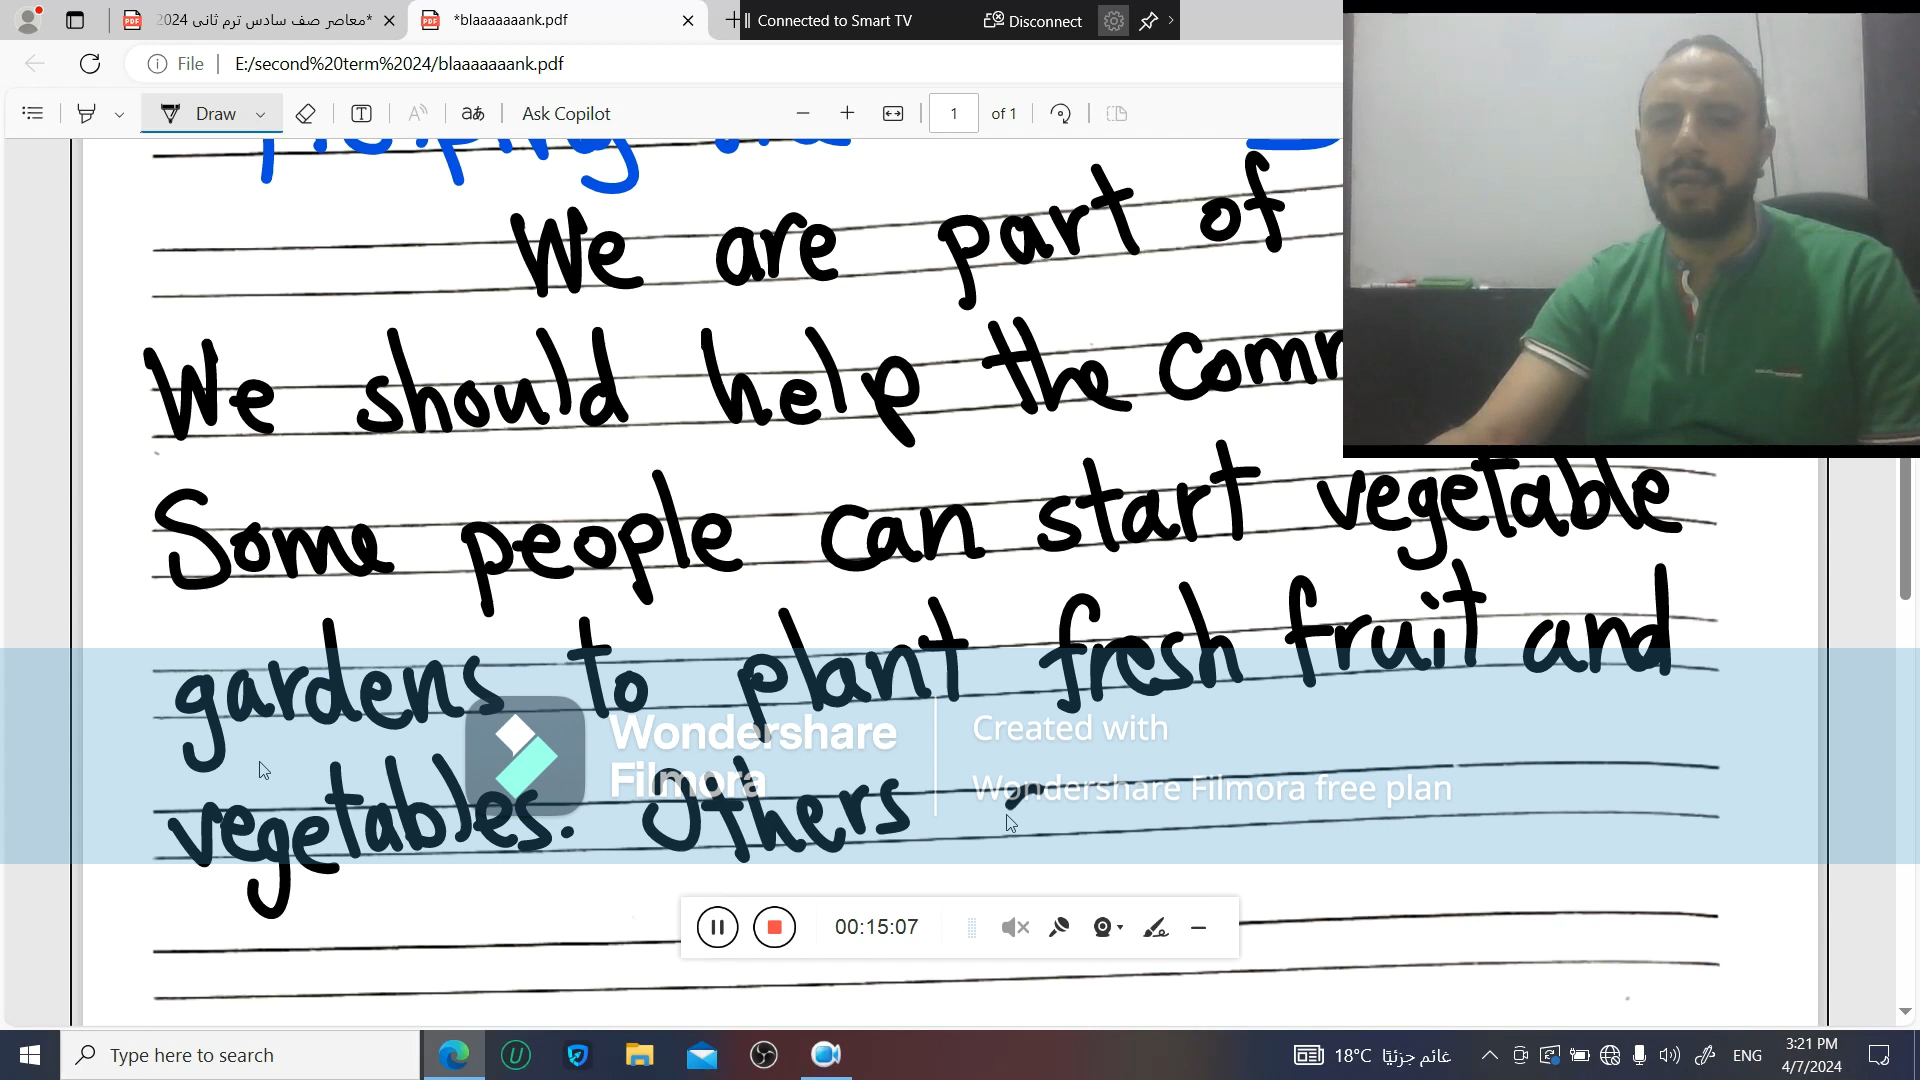 معاصر صف سادس ترم ثانى 2024*
*blaaaaaaank.pdf
Connected to Smart TV
Disconnect
File
E:/second%20term%2024/blaaaaaaank.pdf
Draw
Ask Copilot
1
of 1
helping the
We are part of
We should help the
Some people can start vegetable
gardens to plant fresh fruit and
vegetables. Others
Wondershare
Filmora
Created with
Wondershare Filmora free plan
00:15:07
Type here to search
18°C غائم جزئيًا
ENG
3:21 PM
4/7/2024